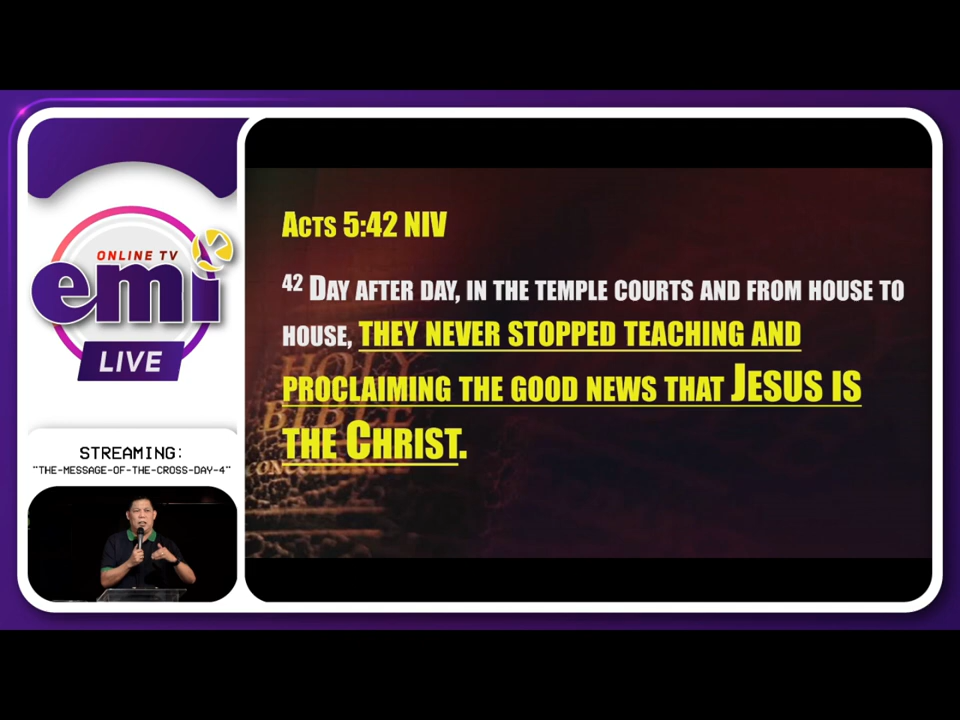 ONLINE TV
emi
LIVE
STREAMING:
"THE-MESSAGE-OF-THE-CROSS-DAY-4"
ACTS 5:42 NIV
42 DAY AFTER DAY, IN THE TEMPLE COURTS AND FROM HOUSE TO
HOUSE, THEY NEVER STOPPED TEACHING AND
PROCLAIMING THE GOOD NEWS THAT JESUS IS
THE CHRIST.
HOLY
BIBLE